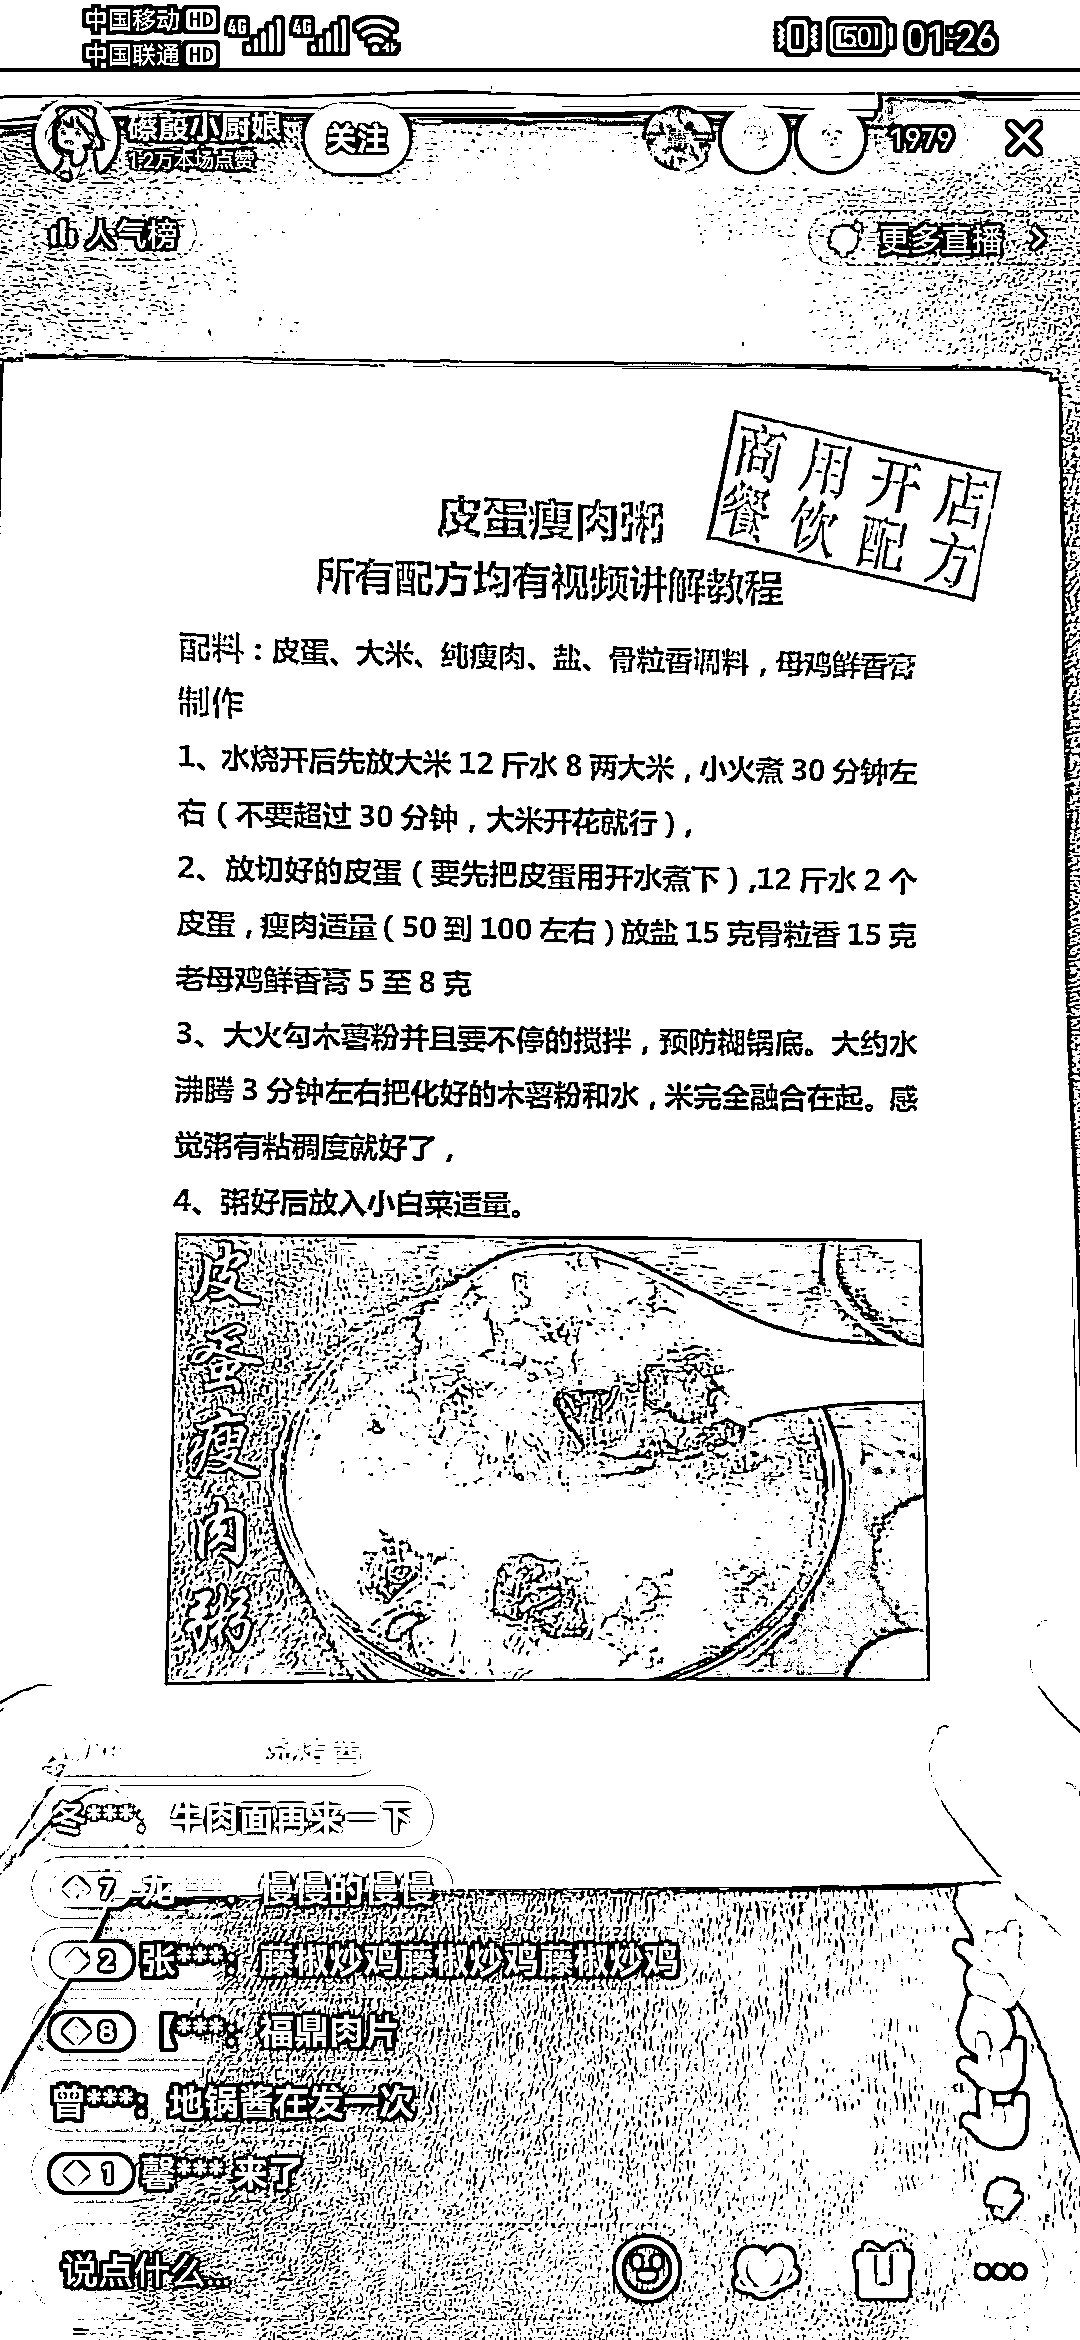 中国移动 HD 4G 4G
中国联通 HD
50 01:26
小厨娘
12万本场点赞
关注
1979
人气榜
更多直播
商用开店
餐饮配方
皮蛋瘦肉粥
所有配方均有视频讲解教程
配料：皮蛋、大米、纯瘦肉、盐、骨粒香调料，母鸡鲜香膏
制作
1、水烧开后先放大米 12 斤水 8 两大米，小火煮 30 分钟左
右（不要超过 30 分钟，大米开花就行），
2、放切好的皮蛋（要先把皮蛋用开水煮下）,12 斤水 2 个
皮蛋，瘦肉适量（50 到 100 左右）放盐 15 克骨粒香 15 克
老母鸡鲜香膏 5 至 8 克
3、大火勾木薯粉并且要不停的搅拌，预防糊锅底。大约水
沸腾 3 分钟左右把化好的木薯粉和水，米完全融合在起。感
觉粥有粘稠度就好了，
4、粥好后放入小白菜适量。
皮蛋瘦肉粥
冬***：牛肉面再来一下
7 龙***：慢慢的慢慢
2 张***：藤椒炒鸡藤椒炒鸡藤椒炒鸡
8 【***：福鼎肉片
曾***：地锅酱在发一次
1 馨*** 来了
说点什么...